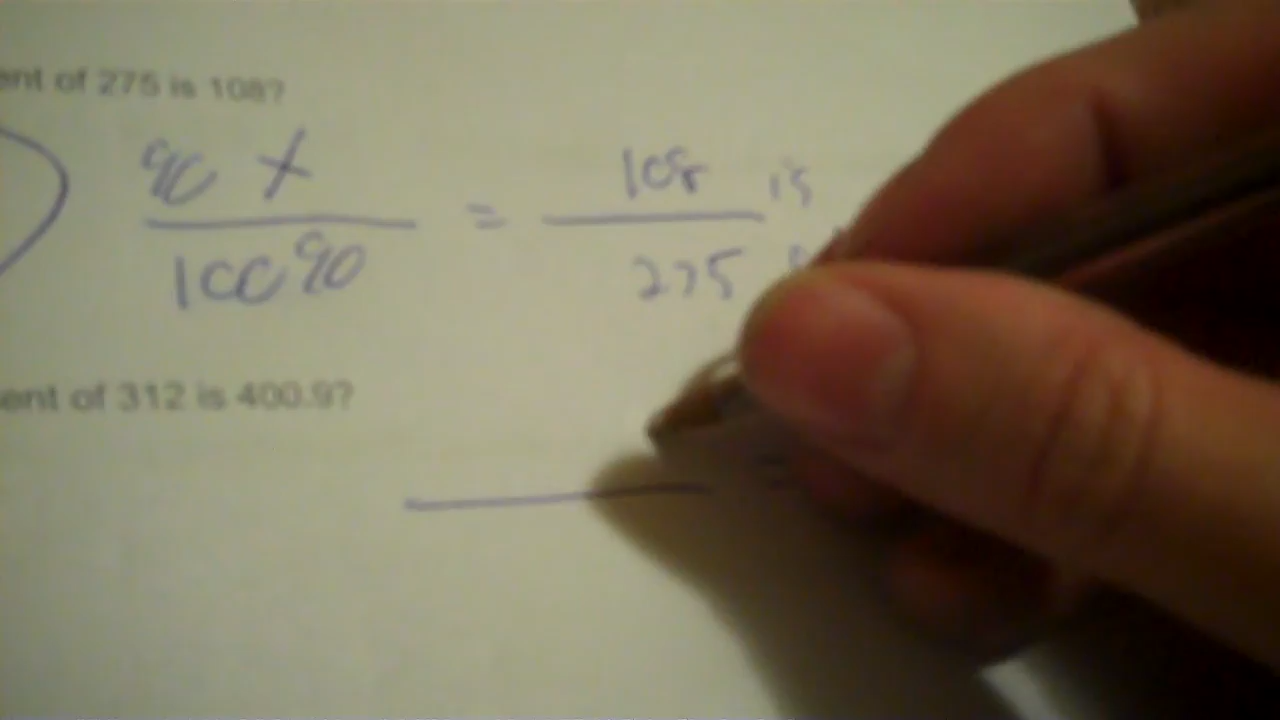 ent of 275 is 108?
% X = 108 is
100% 275
ent of 312 is 400.9?